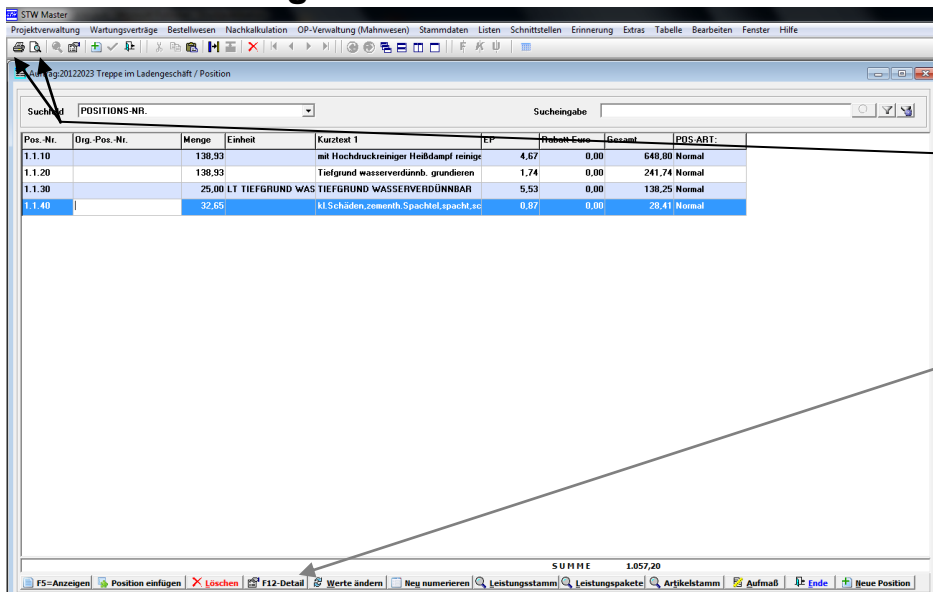 STW Master
Projektverwaltung Wartungsverträge Bestellwesen Nachkalkulation OP-Verwaltung (Mahnwesen) Stammdaten Listen Schnittstellen Erinnerung Extras Tabelle Bearbeiten Fenster Hilfe
20122023 Treppe im Ladengeschäft / Position
POSITIONS-NR. Sucheingabe
Pos.-Nr. Org.-Pos.-Nr. Menge Einheit Kurztext 1 EP Rabatt Euro Gesamt POS-ART:
1.1.10 138,93 mit Hochdruckreiniger Heißdampf reinige 4,67 0,00 648,80 Normal
1.1.20 138,93 Tiefgrund wasserverdünnb. grundieren 1,74 0,00 241,74 Normal
1.1.30 25,00 LT TIEFGRUND WAS TIEFGRUND WASSERVERDÜNNBAR 5,53 0,00 138,25 Normal
1.1.40 32,65 kl.Schäden,zementh.Spachtel,spacht,sc 0,87 0,00 28,41 Normal
SUMME 1.057,20
F5=Anzeigen Position einfügen Löschen F12-Detail Werte ändern Neu numerieren Leistungsstamm Leistungspakete Artikelstamm Aufmaß Ende Neue Position